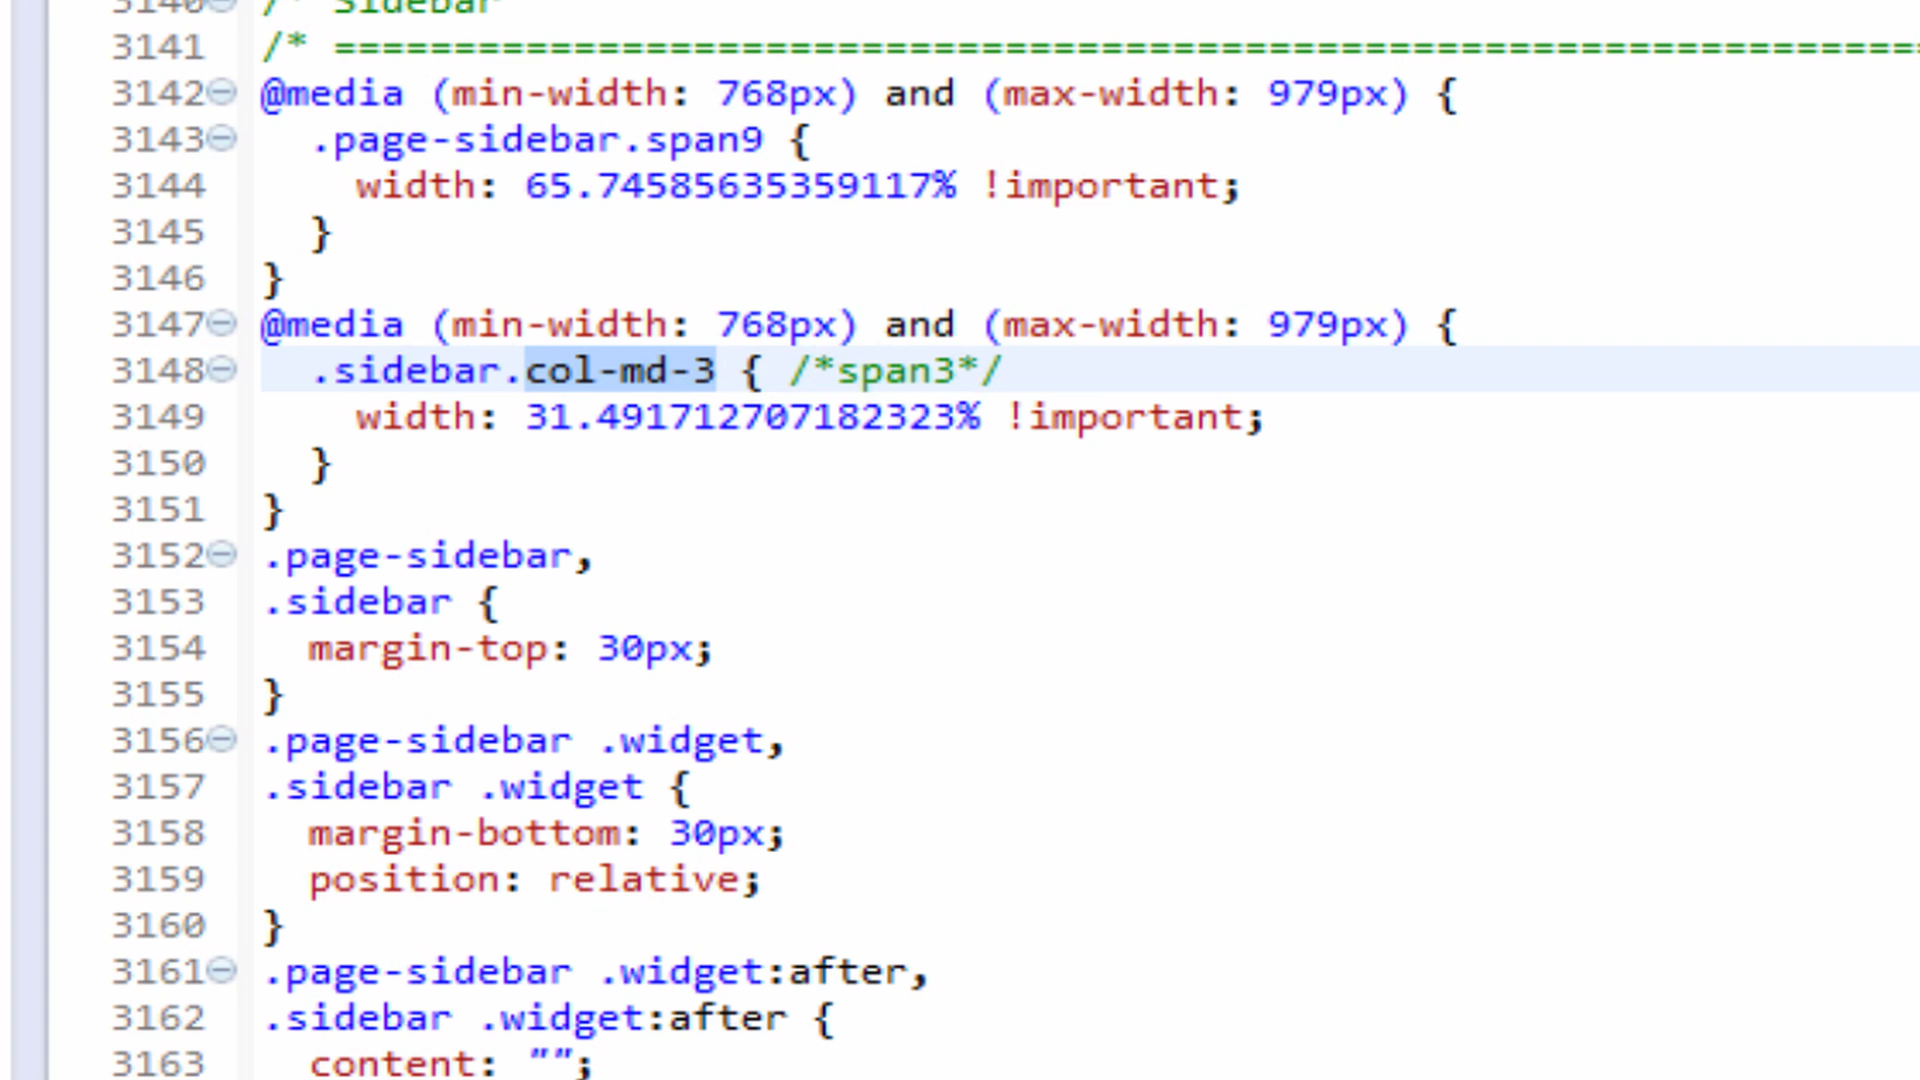 3140 /* Sidebar
3141 /* ===================================================================
3142 @media (min-width: 768px) and (max-width: 979px) {
3143 .page-sidebar.span9 {
3144 width: 65.74585635359117% !important;
3145 }
3146 }
3147 @media (min-width: 768px) and (max-width: 979px) {
3148 .sidebar.col-md-3 { /*span3*/
3149 width: 31.491712707182323% !important;
3150 }
3151 }
3152 .page-sidebar,
3153 .sidebar {
3154 margin-top: 30px;
3155 }
3156 .page-sidebar .widget,
3157 .sidebar .widget {
3158 margin-bottom: 30px;
3159 position: relative;
3160 }
3161 .page-sidebar .widget:after,
3162 .sidebar .widget:after {
3163 content: "";